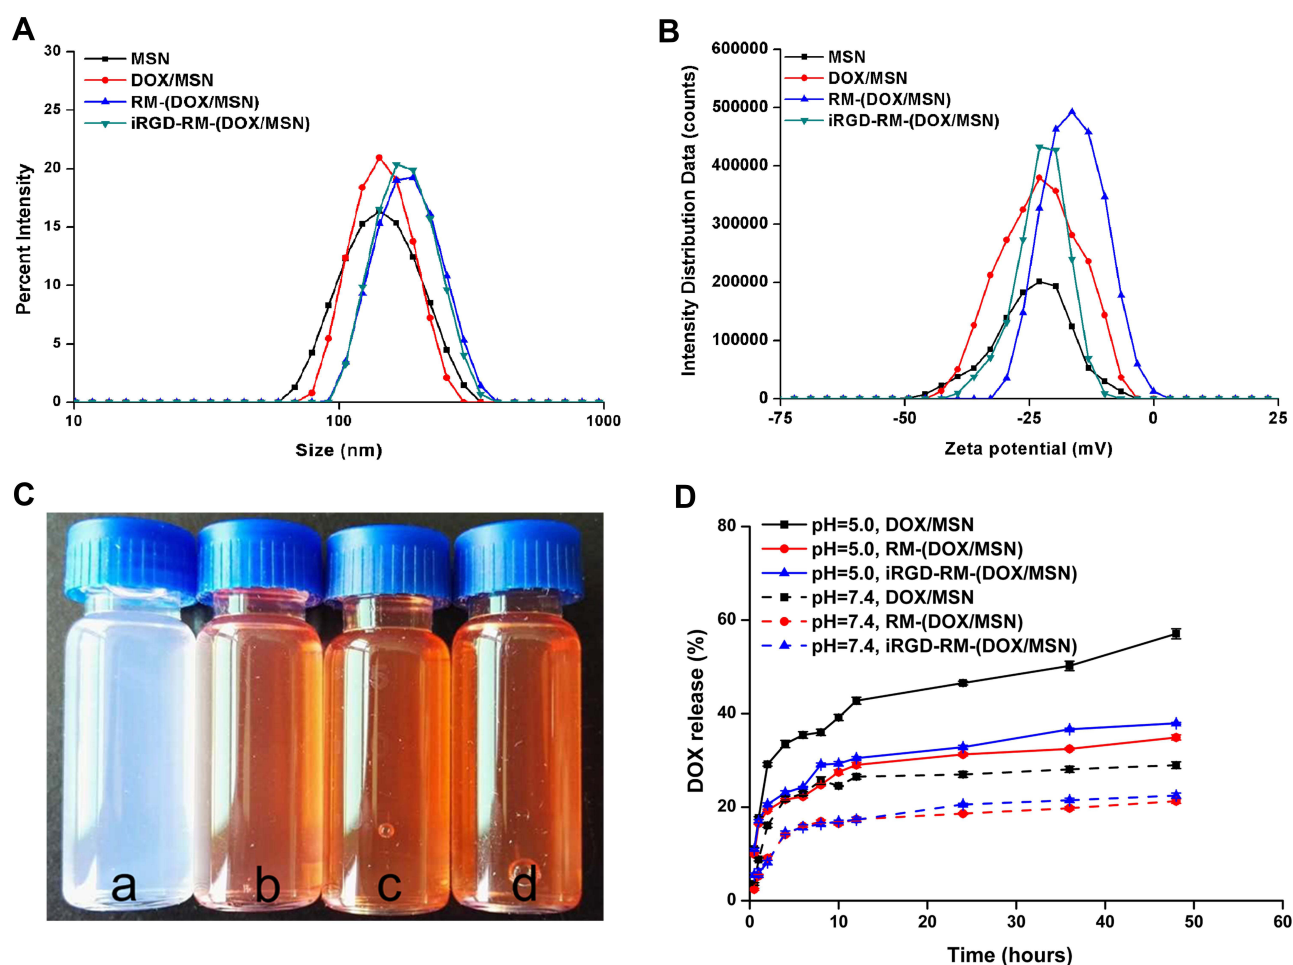 A
30
25
20
15
10
5
0
Percent Intensity
MSN
DOX/MSN
RM-(DOX/MSN)
iRGD-RM-(DOX/MSN)
10
100
1000
Size (nm)
B
600000
500000
400000
300000
200000
100000
0
Intensity Distribution Data (counts)
MSN
DOX/MSN
RM-(DOX/MSN)
iRGD-RM-(DOX/MSN)
-75
-50
-25
0
25
Zeta potential (mV)
C
a
b
c
d
D
80
60
40
20
0
DOX release (%)
pH=5.0, DOX/MSN
pH=5.0, RM-(DOX/MSN)
pH=5.0, iRGD-RM-(DOX/MSN)
pH=7.4, DOX/MSN
pH=7.4, RM-(DOX/MSN)
pH=7.4, iRGD-RM-(DOX/MSN)
0
10
20
30
40
50
60
Time (hours)